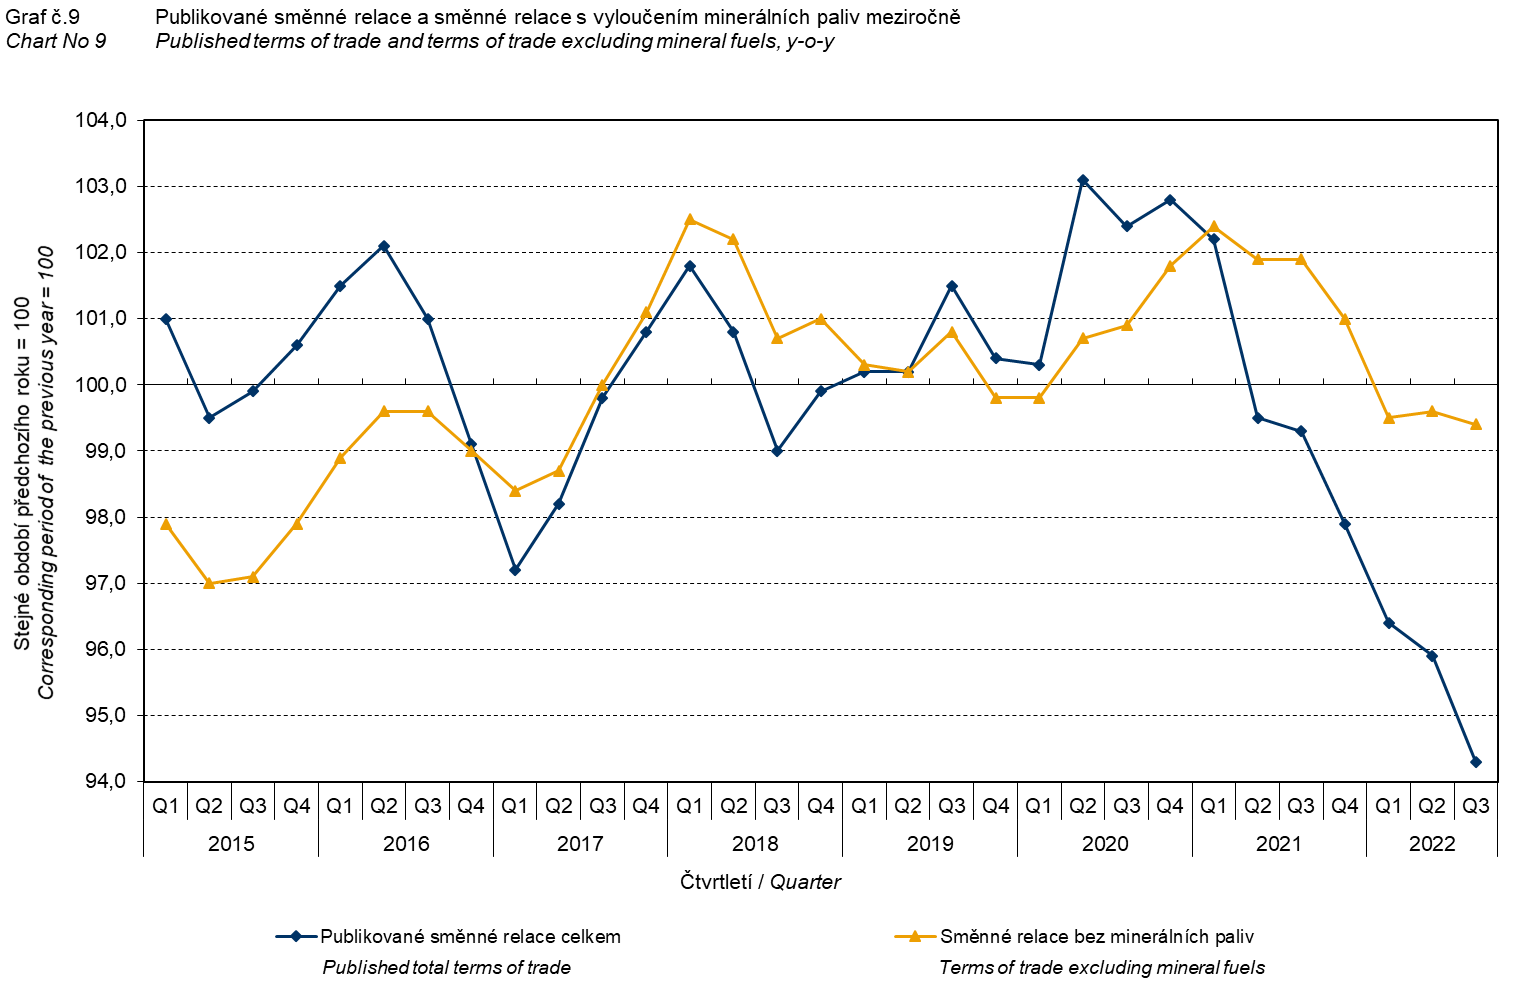 Graf č.9 Publikované směnné relace a směnné relace s vyloučením minerálních paliv meziročně
Chart No 9 Published terms of trade and terms of trade excluding mineral fuels, y-o-y
Stejné období předchozího roku = 100
Corresponding period of the previous year = 100
104,0
103,0
102,0
101,0
100,0
99,0
98,0
97,0
96,0
95,0
94,0
Q1 Q2 Q3 Q4 Q1 Q2 Q3 Q4 Q1 Q2 Q3 Q4 Q1 Q2 Q3 Q4 Q1 Q2 Q3 Q4 Q1 Q2 Q3 Q4 Q1 Q2 Q3 Q4 Q1 Q2 Q3
2015 2016 2017 2018 2019 2020 2021 2022
Čtvrtletí / Quarter
Publikované směnné relace celkem
Published total terms of trade
Směnné relace bez minerálních paliv
Terms of trade excluding mineral fuels